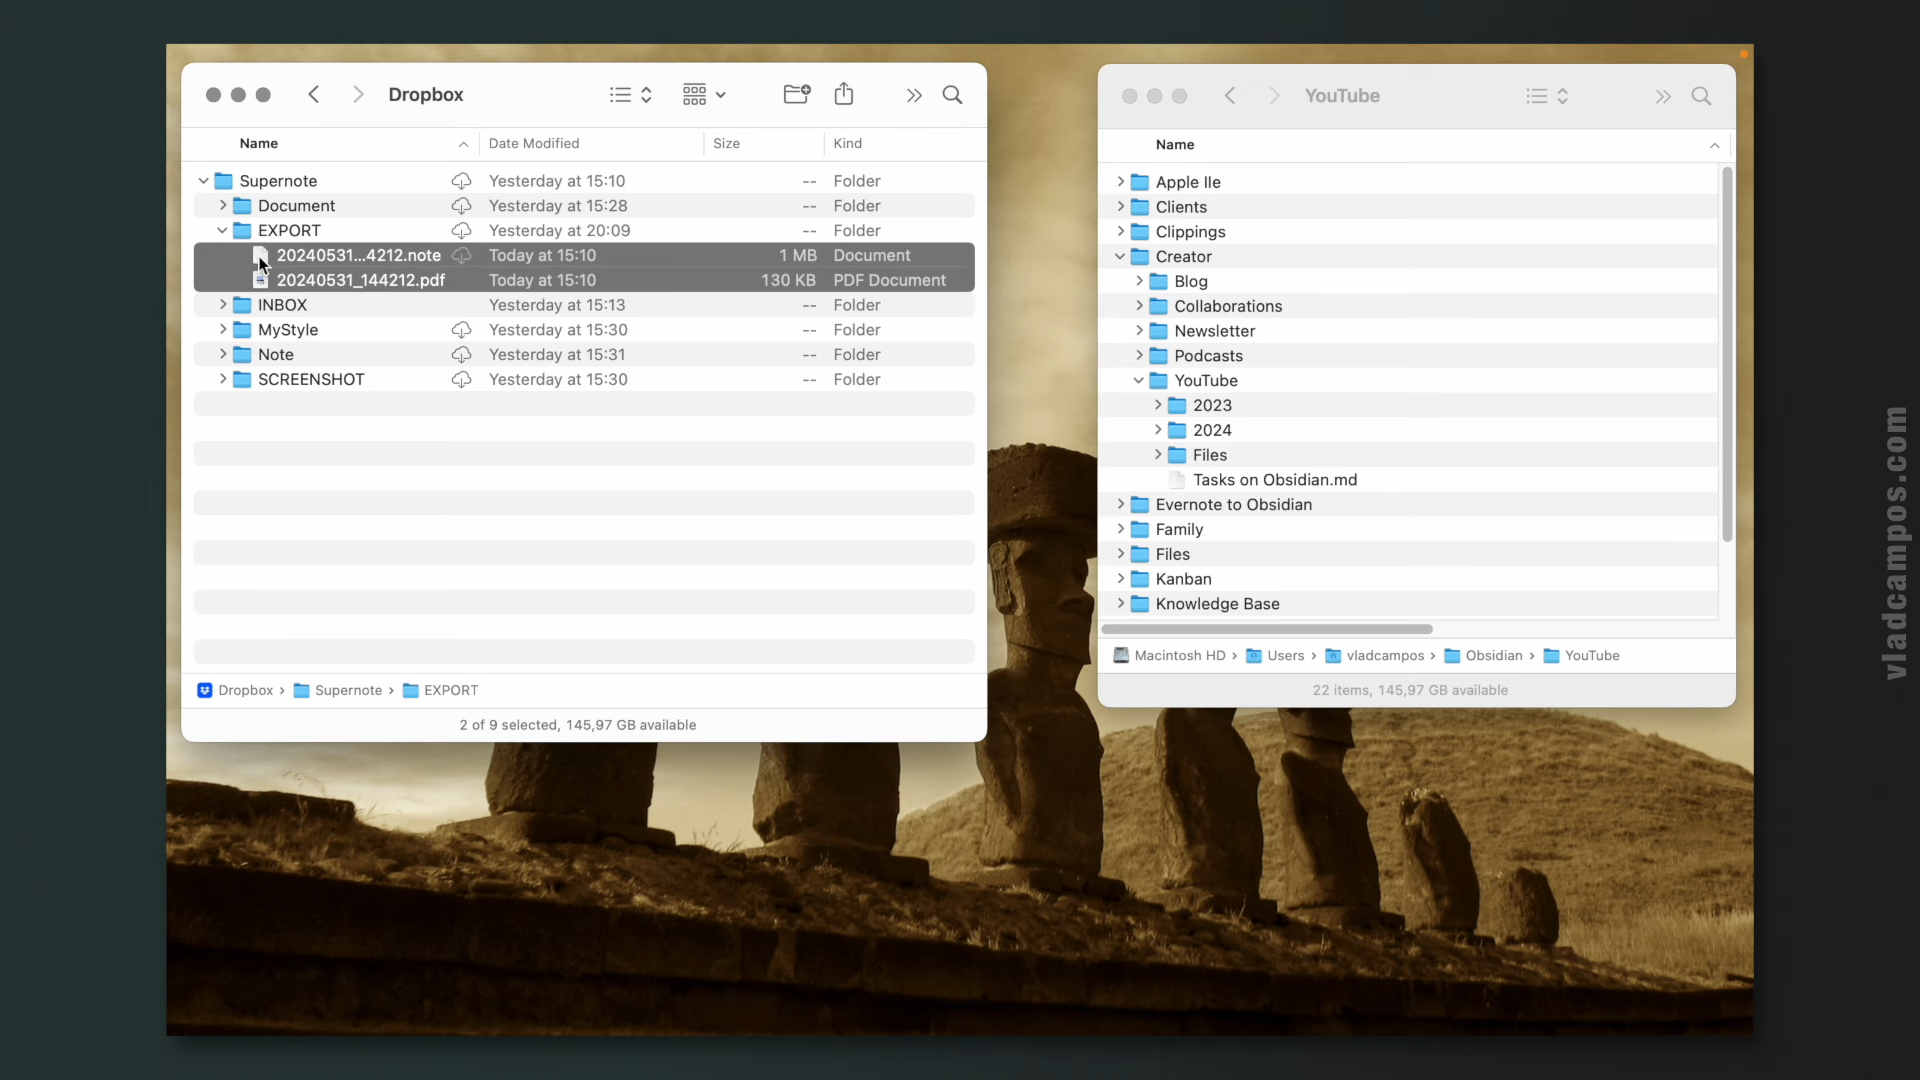 Dropbox
Name Date Modified Size Kind
Supernote Yesterday at 15:10 -- Folder
Document Yesterday at 15:28 -- Folder
EXPORT Yesterday at 20:09 -- Folder
20240531...4212.note Today at 15:10 1 MB Document
20240531_144212.pdf Today at 15:10 130 KB PDF Document
INBOX Yesterday at 15:13 -- Folder
MyStyle Yesterday at 15:30 -- Folder
Note Yesterday at 15:31 -- Folder
SCREENSHOT Yesterday at 15:30 -- Folder
Dropbox › Supernote › EXPORT
2 of 9 selected, 145,97 GB available
YouTube
Name
Apple IIe
Clients
Clippings
Creator
Blog
Collaborations
Newsletter
Podcasts
YouTube
2023
2024
Files
Tasks on Obsidian.md
Evernote to Obsidian
Family
Files
Kanban
Knowledge Base
Macintosh HD › Users › vladcampos › Obsidian › YouTube
22 items, 145,97 GB available
vladcampos.com